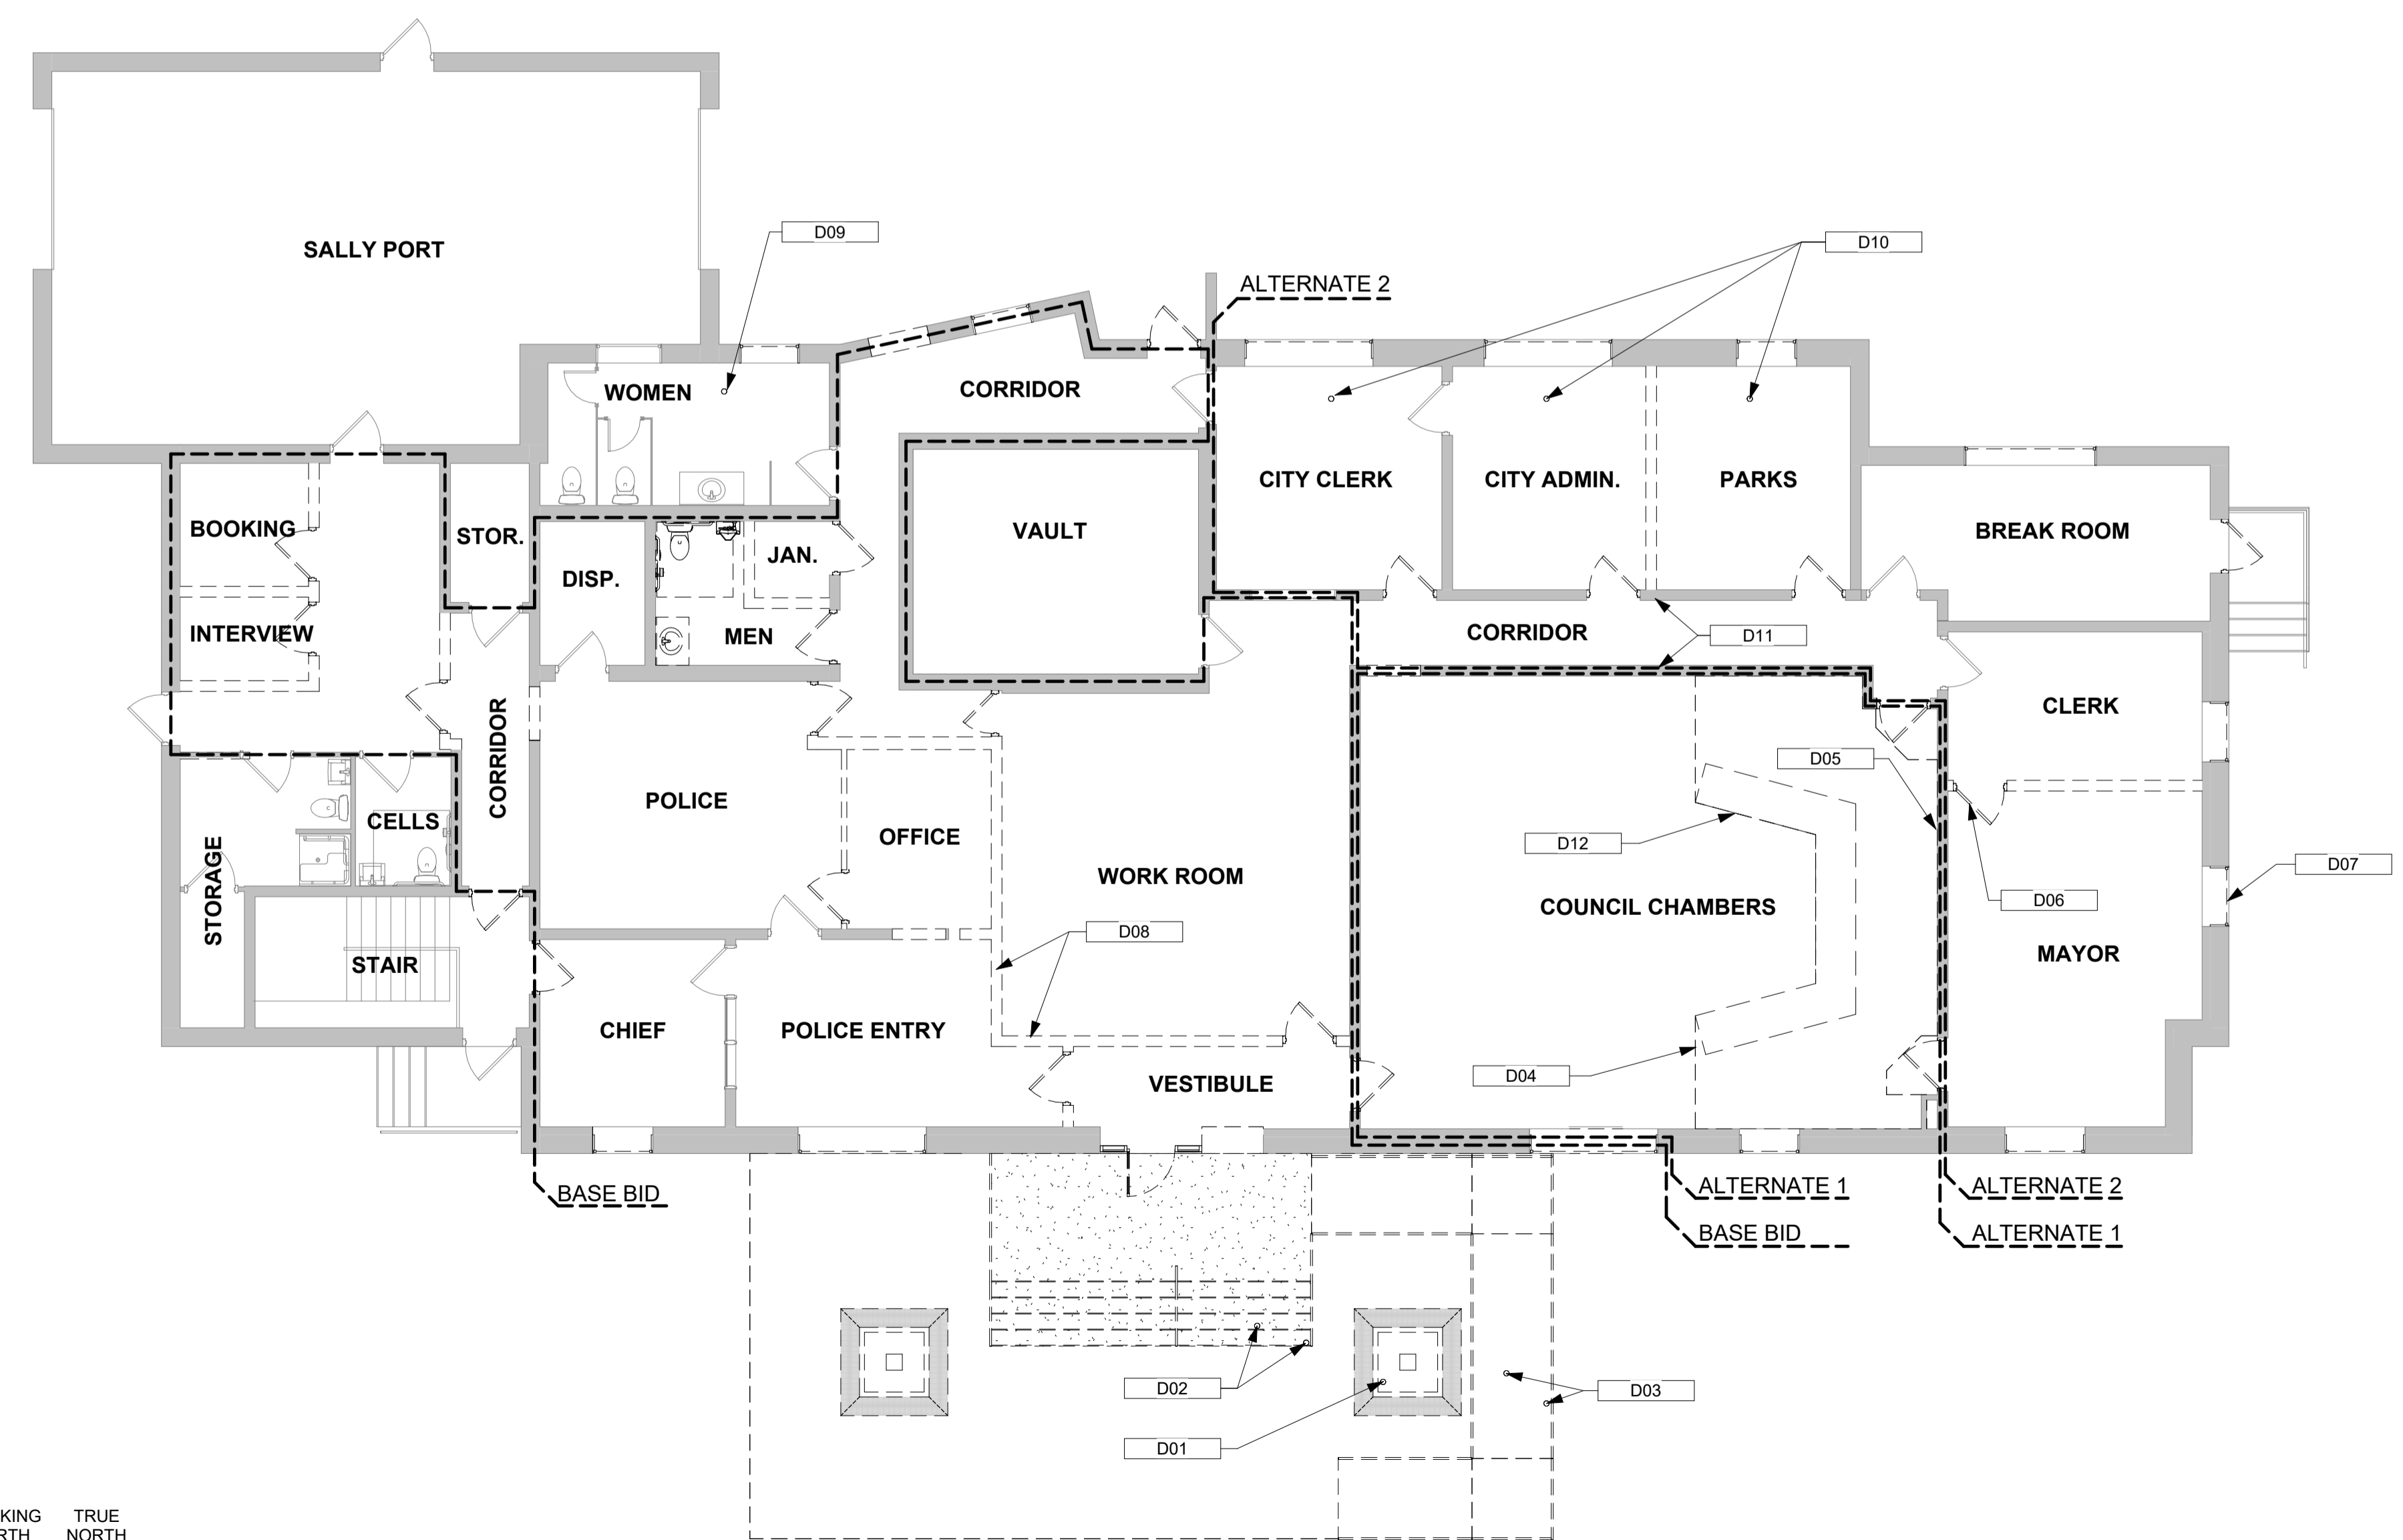 SALLY PORT
D09
D10
ALTERNATE 2
WOMEN
CORRIDOR
CITY CLERK
CITY ADMIN.
PARKS
BOOKING
STOR.
VAULT
BREAK ROOM
JAN.
DISP.
INTERVIEW
MEN
CORRIDOR
D11
CLERK
CORRIDOR
D05
POLICE
CELLS
OFFICE
D12
D07
STORAGE
WORK ROOM
D06
COUNCIL CHAMBERS
D08
MAYOR
STAIR
CHIEF
POLICE ENTRY
VESTIBULE
D04
BASE BID
ALTERNATE 1
ALTERNATE 2
BASE BID
ALTERNATE 1
D02
D03
D01
KING TRUE
RTH NORTH